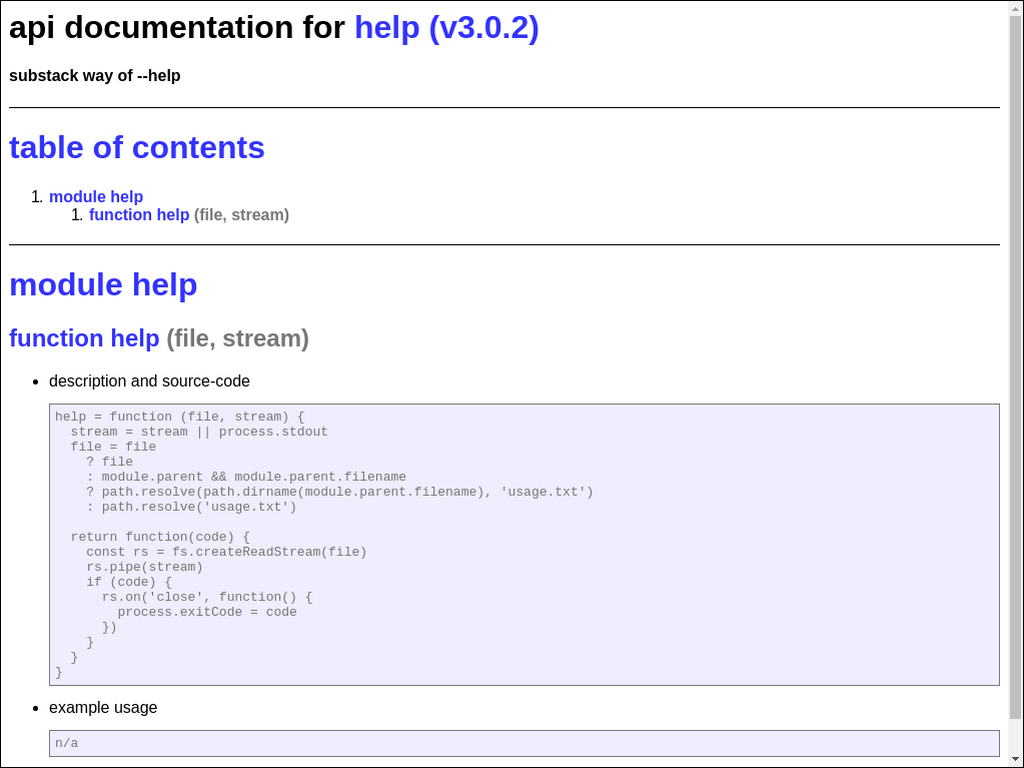 api documentation for help (v3.0.2)
substack way of --help
table of contents
1. module help
1. function help (file, stream)
module help
function help (file, stream)
• description and source-code
help = function (file, stream) {
  stream = stream || process.stdout
  file = file
    ? file
    : module.parent && module.parent.filename
    ? path.resolve(path.dirname(module.parent.filename), 'usage.txt')
    : path.resolve('usage.txt')

  return function(code) {
    const rs = fs.createReadStream(file)
    rs.pipe(stream)
    if (code) {
      rs.on('close', function() {
        process.exitCode = code
      })
    }
  }
}
• example usage
n/a